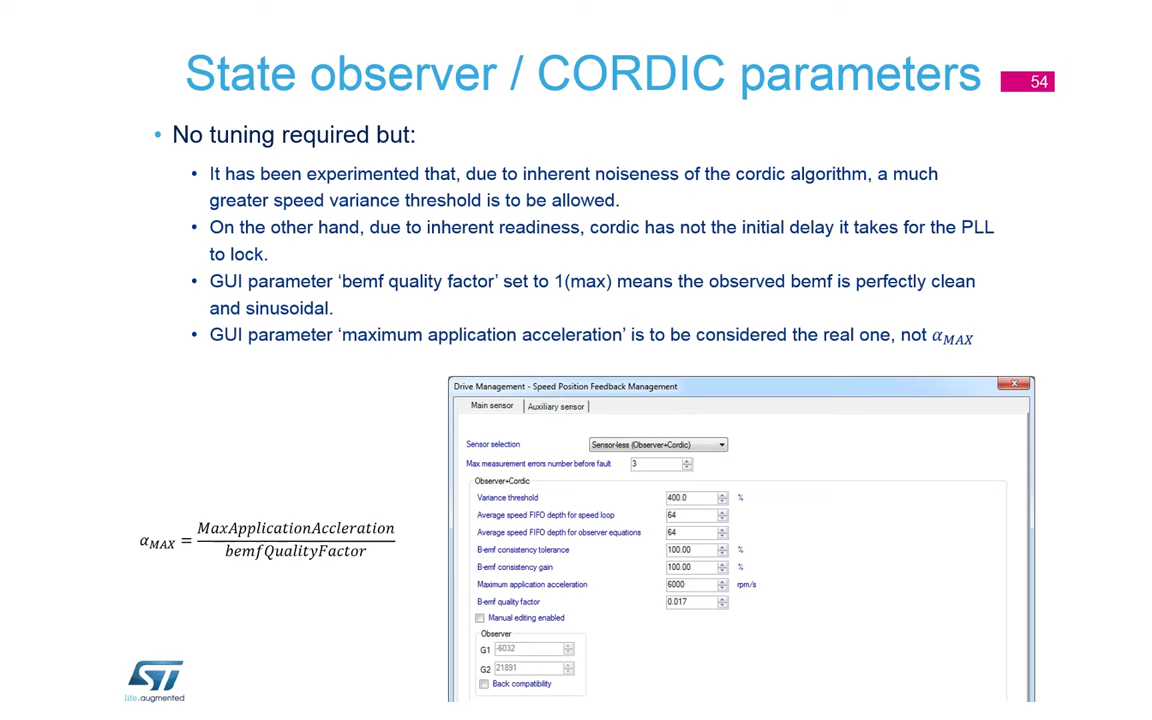 State observer / CORDIC parameters
54
• No tuning required but:
• It has been experimented that, due to inherent noiseness of the cordic algorithm, a much
greater speed variance threshold is to be allowed.
• On the other hand, due to inherent readiness, cordic has not the initial delay it takes for the PLL
to lock.
• GUI parameter ‘bemf quality factor’ set to 1(max) means the observed bemf is perfectly clean
and sinusoidal.
• GUI parameter ‘maximum application acceleration’ is to be considered the real one, not α_MAX
α_MAX = MaxApplicationAccleration / bemfQualityFactor
Drive Management - Speed Position Feedback Management
Main sensor Auxiliary sensor
Sensor selection Sensor-less (Observer+Cordic)
Max measurement errors number before fault 3
Observer+Cordic
Variance threshold 400.0 %
Average speed FIFO depth for speed loop 64
Average speed FIFO depth for observer equations 64
B-emf consistency tolerance 100.00 %
B-emf consistency gain 100.00 %
Maximum application acceleration 6000 rpm/s
B-emf quality factor 0.017
Manual editing enabled
Observer
G1 -6032
G2 21891
Back compatibility
ST
life.augmented